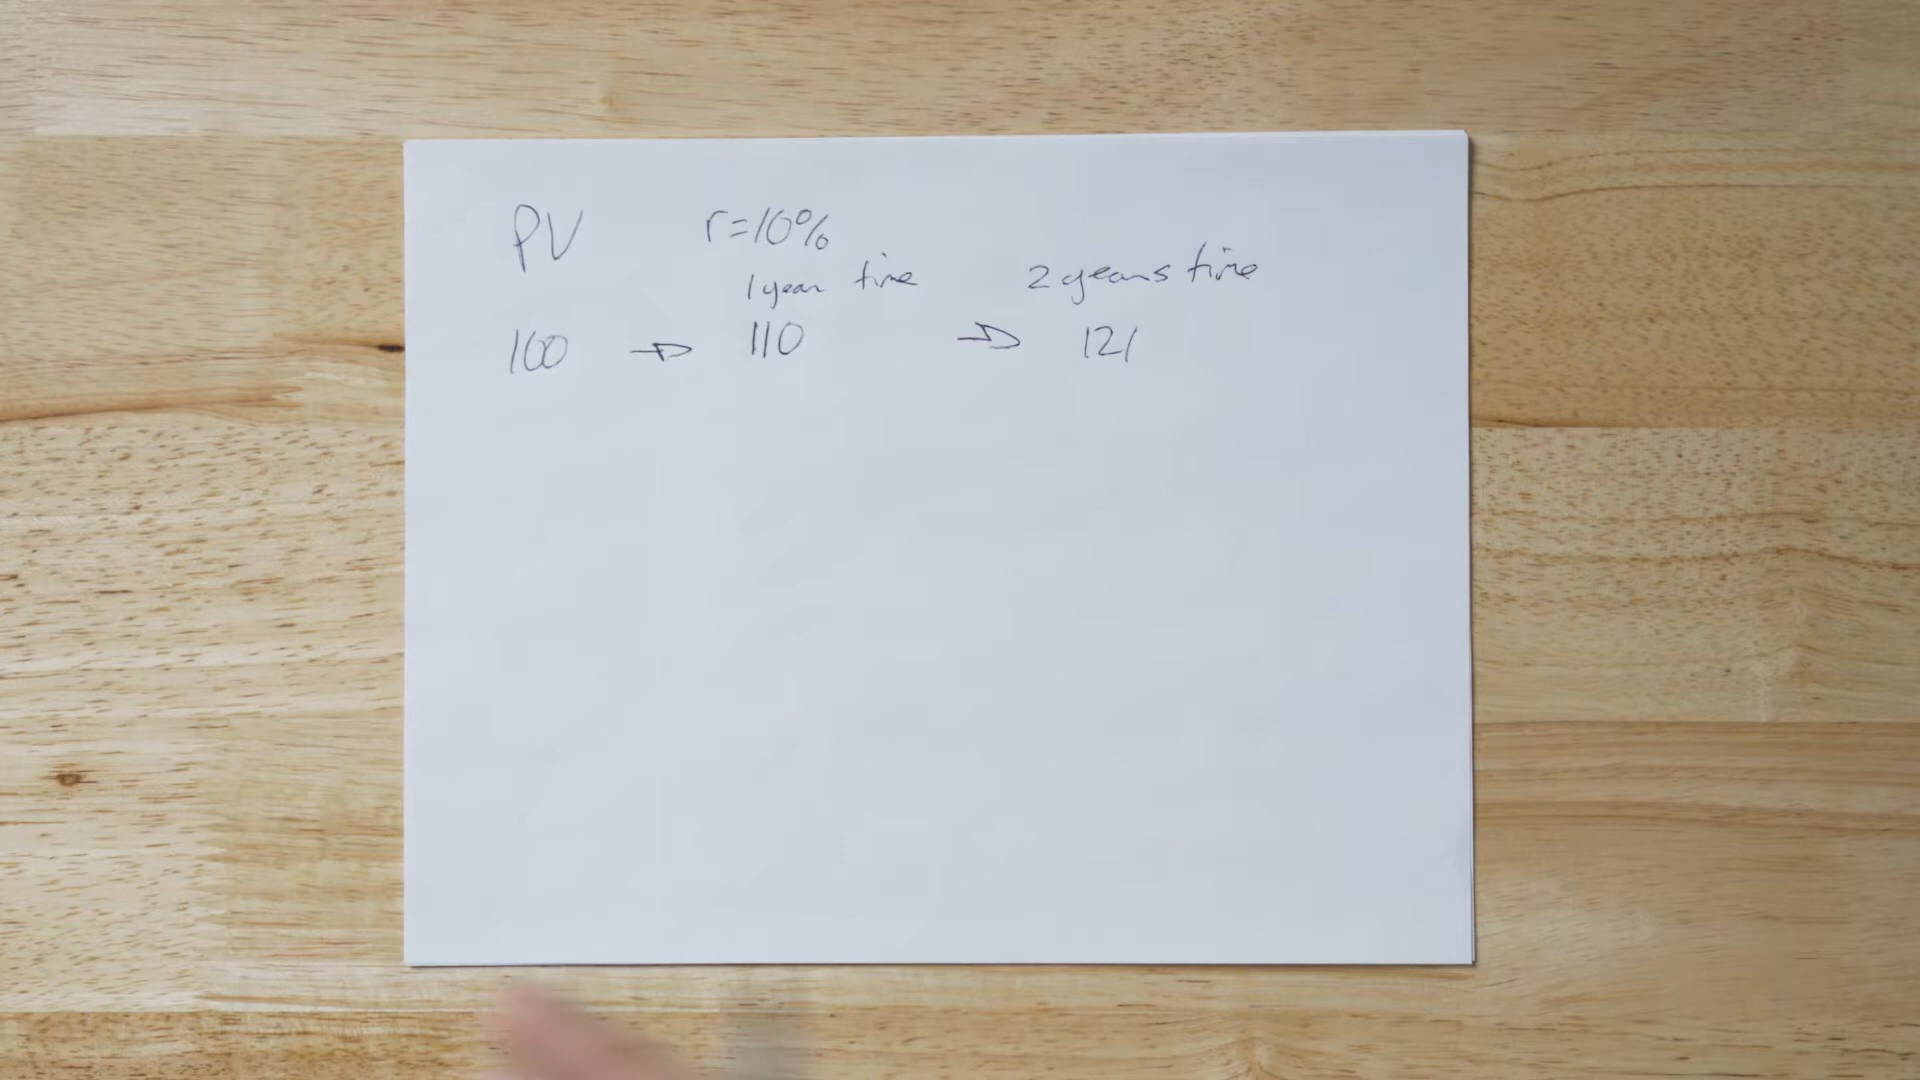 PV r=10%
1 year time 2 years time
100 → 110 → 121